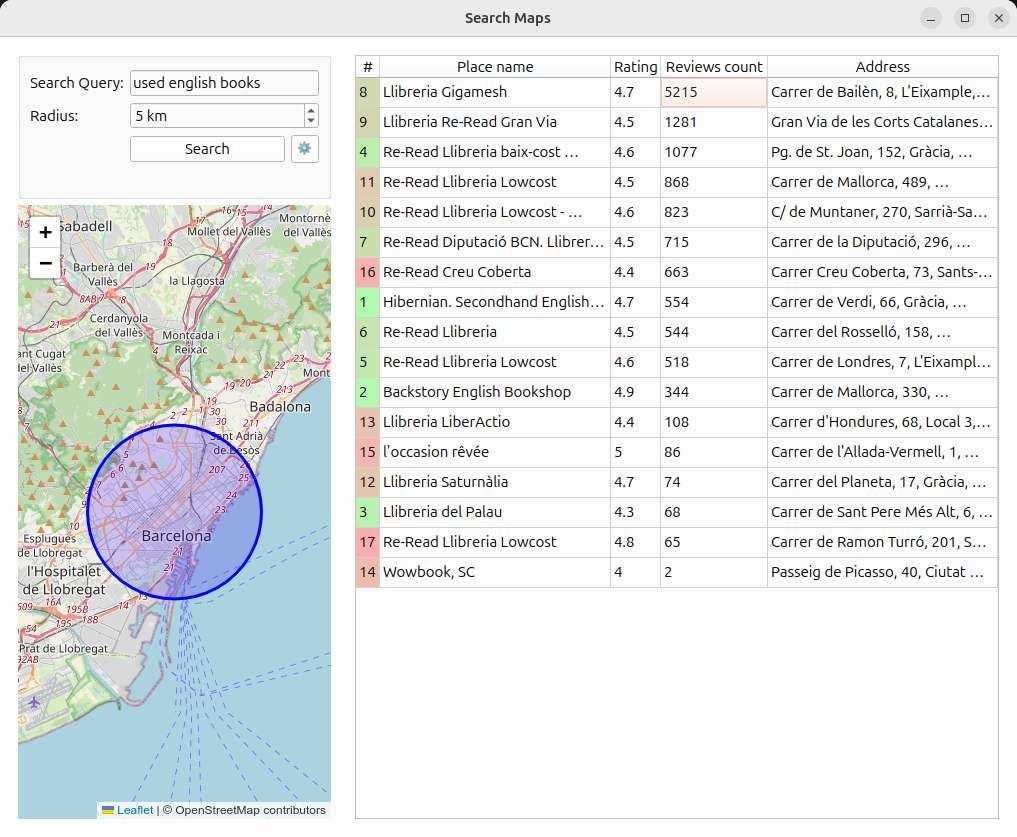 Search Maps
Search Query: used english books
Radius: 5 km
Search
+
−
Sabadell
Montornè
del Vallès
Mollet del Vallès
Barberà del
Vallès
la Llagosta
Cerdanyola
del Vallès
Montcada i
Reixac
ant Cugat
el Vallès
Mont
Badalona
Sant Adrià
de Besòs
Barcelona
Esplugues
de Llobregat
l'Hospitalet
de Llobregat
Prat de Llobregat
Leaflet | © OpenStreetMap contributors
# Place name Rating Reviews count Address
8 Llibreria Gigamesh 4.7 5215 Carrer de Bailèn, 8, L'Eixample,…
9 Llibreria Re-Read Gran Via 4.5 1281 Gran Via de les Corts Catalanes…
4 Re-Read Llibreria baix-cost … 4.6 1077 Pg. de St. Joan, 152, Gràcia, …
11 Re-Read Llibreria Lowcost 4.5 868 Carrer de Mallorca, 489, …
10 Re-Read Llibreria Lowcost - … 4.6 823 C/ de Muntaner, 270, Sarrià-Sa…
7 Re-Read Diputació BCN. Llibrer… 4.5 715 Carrer de la Diputació, 296, …
16 Re-Read Creu Coberta 4.4 663 Carrer Creu Coberta, 73, Sants-…
1 Hibernian. Secondhand English… 4.7 554 Carrer de Verdi, 66, Gràcia, …
6 Re-Read Llibreria 4.5 544 Carrer del Rosselló, 158, …
5 Re-Read Llibreria Lowcost 4.6 518 Carrer de Londres, 7, L'Eixampl…
2 Backstory English Bookshop 4.9 344 Carrer de Mallorca, 330, …
13 Llibreria LiberActio 4.4 108 Carrer d'Hondures, 68, Local 3,…
15 l'occasion rêvée 5 86 Carrer de l'Allada-Vermell, 1, …
12 Llibreria Saturnàlia 4.7 74 Carrer del Planeta, 17, Gràcia, …
3 Llibreria del Palau 4.3 68 Carrer de Sant Pere Més Alt, 6, …
17 Re-Read Llibreria Lowcost 4.8 65 Carrer de Ramon Turró, 201, S…
14 Wowbook, SC 4 2 Passeig de Picasso, 40, Ciutat …